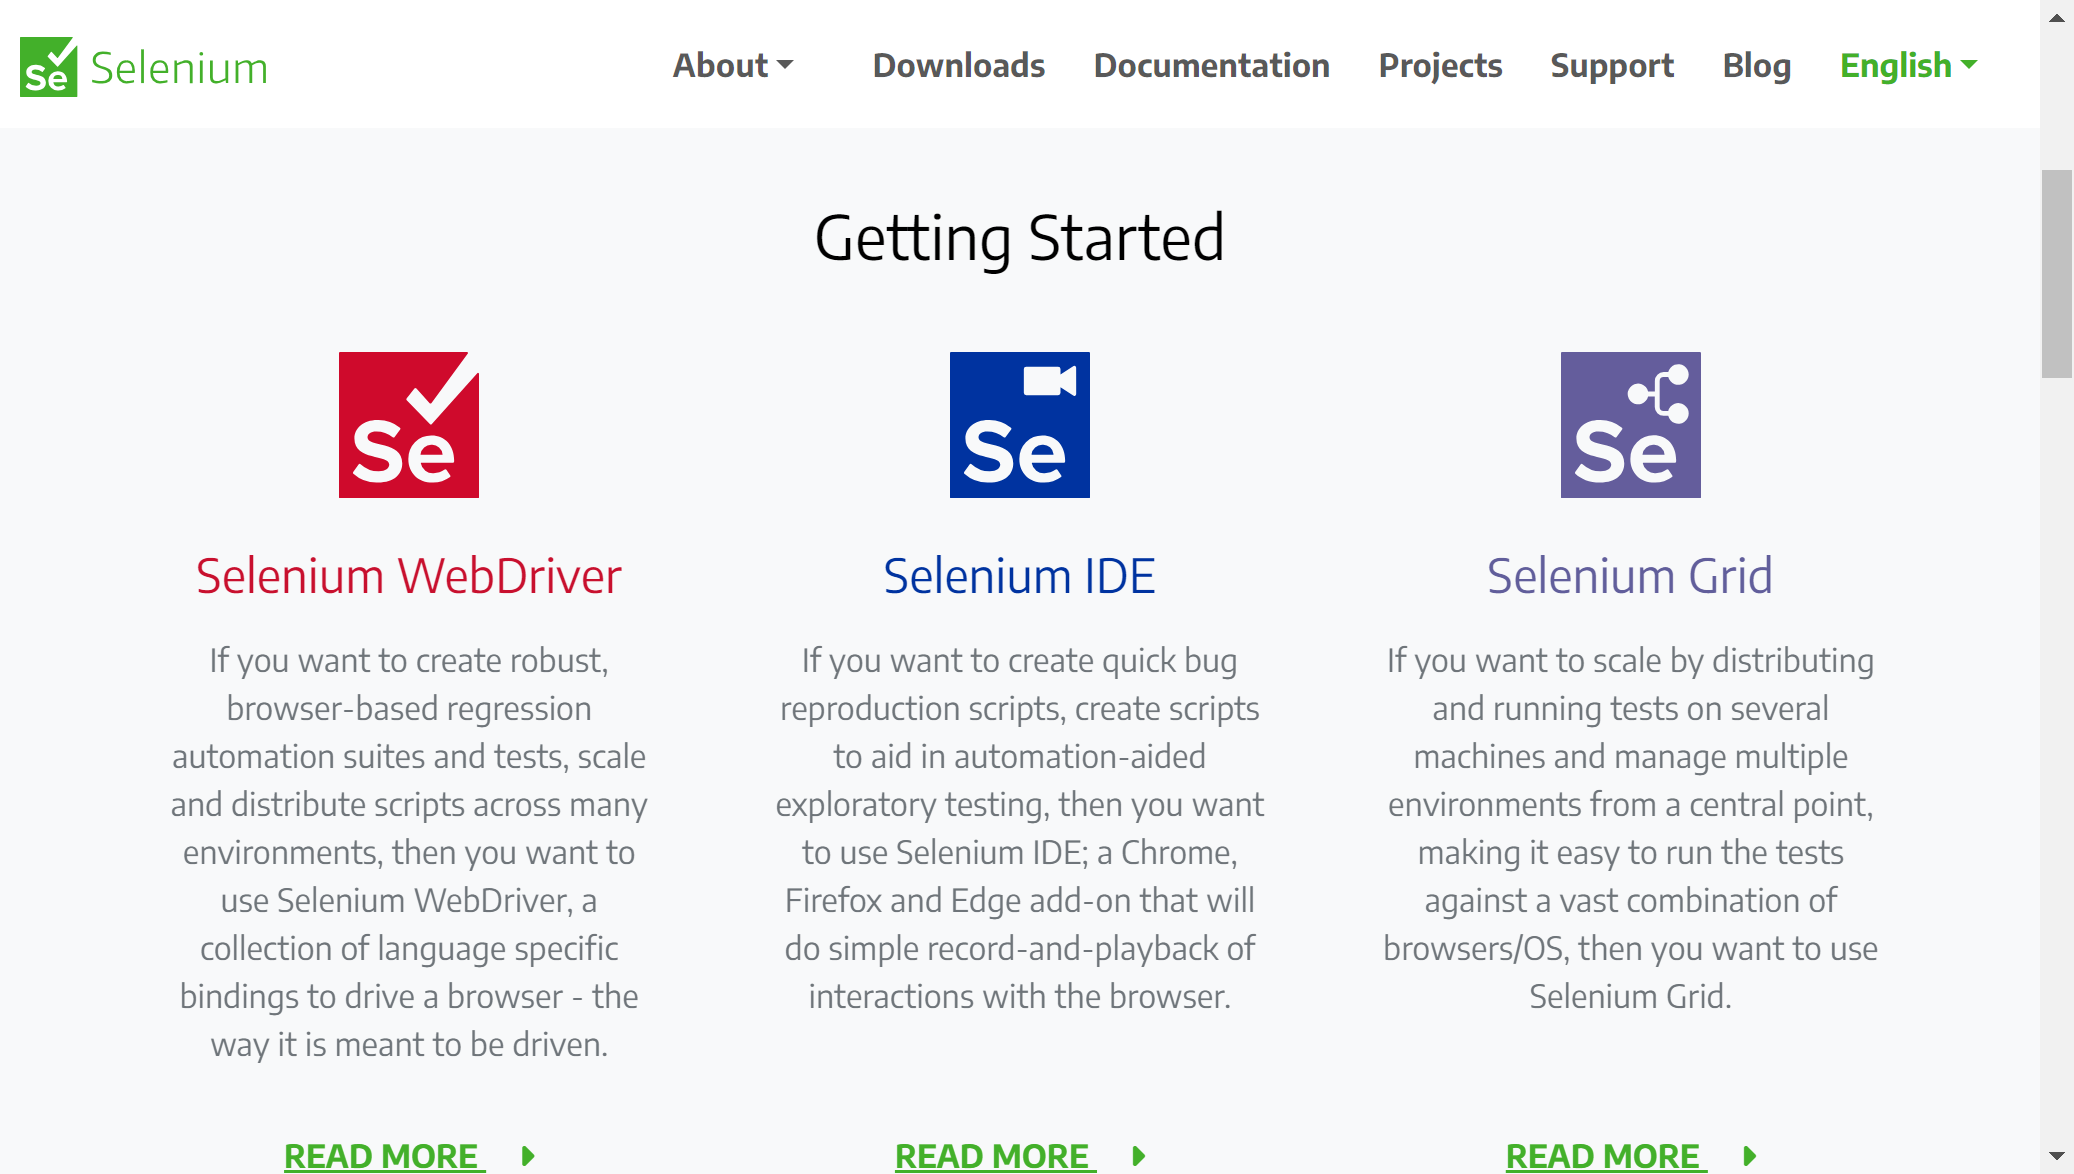 Se Selenium
About Downloads Documentation Projects Support Blog English
Getting Started
Se
Selenium WebDriver
If you want to create robust,
browser-based regression
automation suites and tests, scale
and distribute scripts across many
environments, then you want to
use Selenium WebDriver, a
collection of language specific
bindings to drive a browser - the
way it is meant to be driven.
READ MORE
Se
Selenium IDE
If you want to create quick bug
reproduction scripts, create scripts
to aid in automation-aided
exploratory testing, then you want
to use Selenium IDE; a Chrome,
Firefox and Edge add-on that will
do simple record-and-playback of
interactions with the browser.
READ MORE
Se
Selenium Grid
If you want to scale by distributing
and running tests on several
machines and manage multiple
environments from a central point,
making it easy to run the tests
against a vast combination of
browsers/OS, then you want to use
Selenium Grid.
READ MORE